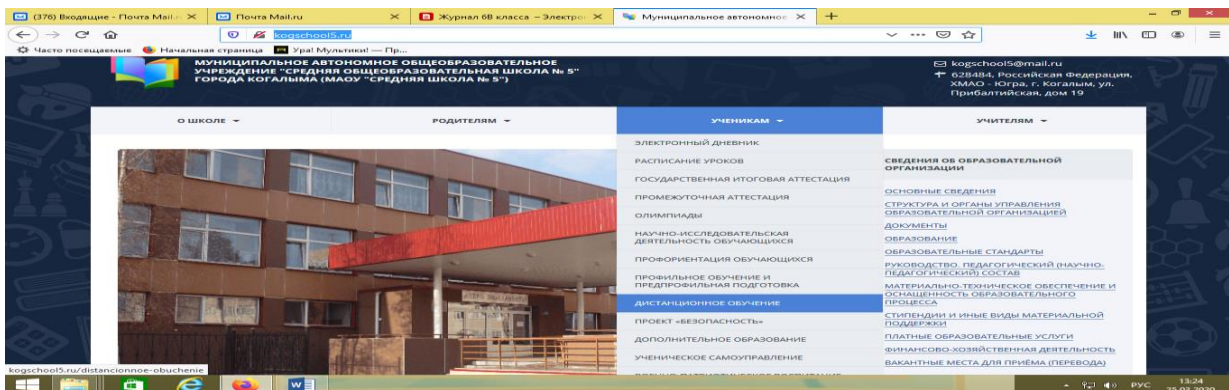 (376) Входящие - Почта Mail.r
Почта Mail.ru
Журнал 6В класса – Электро
Муниципальное автономное
kogschool5.ru
Часто посещаемые
Начальная страница
Ура! Мультики! — Пр...
МУНИЦИПАЛЬНОЕ АВТОНОМНОЕ ОБЩЕОБРАЗОВАТЕЛЬНОЕ
УЧРЕЖДЕНИЕ "СРЕДНЯЯ ОБЩЕОБРАЗОВАТЕЛЬНАЯ ШКОЛА № 5"
ГОРОДА КОГАЛЫМА (МАОУ "СРЕДНЯЯ ШКОЛА № 5")
kogschool5@mail.ru
628484, Российская Федерация,
ХМАО - Югра, г. Когалым, ул.
Прибалтийская, дом 19
О ШКОЛЕ
РОДИТЕЛЯМ
УЧЕНИКАМ
УЧИТЕЛЯМ
ЭЛЕКТРОННЫЙ ДНЕВНИК
РАСПИСАНИЕ УРОКОВ
ГОСУДАРСТВЕННАЯ ИТОГОВАЯ АТТЕСТАЦИЯ
ПРОМЕЖУТОЧНАЯ АТТЕСТАЦИЯ
ОЛИМПИАДЫ
НАУЧНО-ИССЛЕДОВАТЕЛЬСКАЯ
ДЕЯТЕЛЬНОСТЬ ОБУЧАЮЩИХСЯ
ПРОФОРИЕНТАЦИЯ ОБУЧАЮЩИХСЯ
ПРОФИЛЬНОЕ ОБУЧЕНИЕ И
ПРЕДПРОФИЛЬНАЯ ПОДГОТОВКА
ДИСТАНЦИОННОЕ ОБУЧЕНИЕ
ПРОЕКТ «БЕЗОПАСНОСТЬ»
ДОПОЛНИТЕЛЬНОЕ ОБРАЗОВАНИЕ
УЧЕНИЧЕСКОЕ САМОУПРАВЛЕНИЕ
СВЕДЕНИЯ ОБ ОБРАЗОВАТЕЛЬНОЙ
ОРГАНИЗАЦИИ
ОСНОВНЫЕ СВЕДЕНИЯ
СТРУКТУРА И ОРГАНЫ УПРАВЛЕНИЯ
ОБРАЗОВАТЕЛЬНОЙ ОРГАНИЗАЦИЕЙ
ДОКУМЕНТЫ
ОБРАЗОВАНИЕ
ОБРАЗОВАТЕЛЬНЫЕ СТАНДАРТЫ
РУКОВОДСТВО. ПЕДАГОГИЧЕСКИЙ (НАУЧНО-
ПЕДАГОГИЧЕСКИЙ) СОСТАВ
МАТЕРИАЛЬНО-ТЕХНИЧЕСКОЕ ОБЕСПЕЧЕНИЕ И
ОСНАЩЕННОСТЬ ОБРАЗОВАТЕЛЬНОГО
ПРОЦЕССА
СТИПЕНДИИ И ИНЫЕ ВИДЫ МАТЕРИАЛЬНОЙ
ПОДДЕРЖКИ
ПЛАТНЫЕ ОБРАЗОВАТЕЛЬНЫЕ УСЛУГИ
ФИНАНСОВО-ХОЗЯЙСТВЕННАЯ ДЕЯТЕЛЬНОСТЬ
ВАКАНТНЫЕ МЕСТА ДЛЯ ПРИЁМА (ПЕРЕВОДА)
kogschool5.ru/distancionnoe-obuchenie
РУС
13:24
25.03.2020